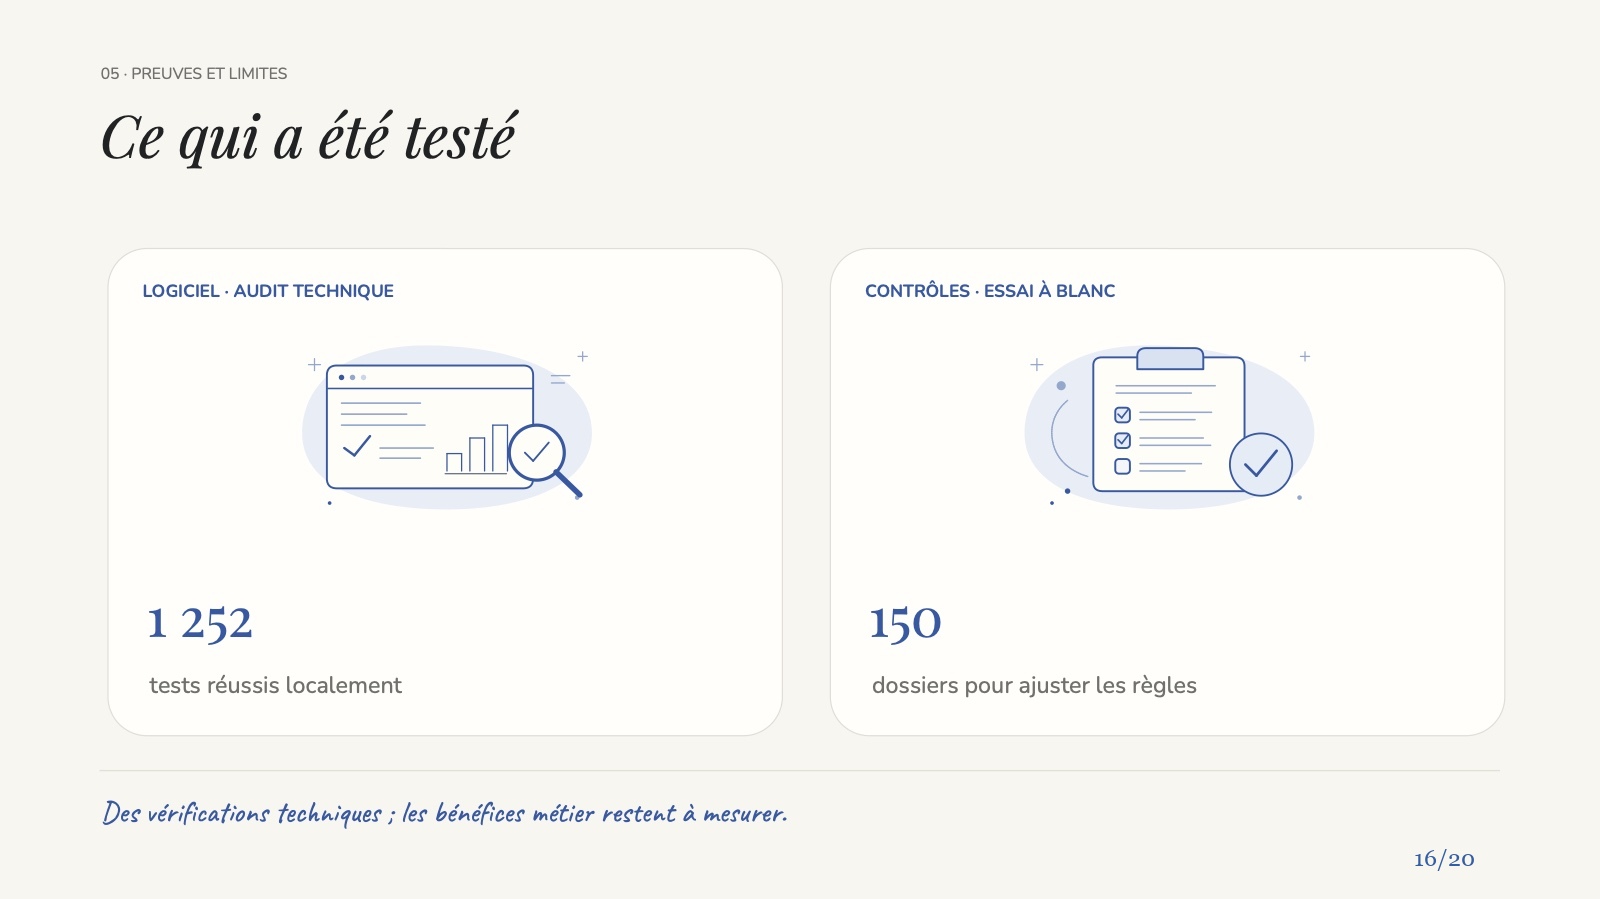 05 · PREUVES ET LIMITES
Ce qui a été testé
LOGICIEL · AUDIT TECHNIQUE
1 252
tests réussis localement
CONTRÔLES · ESSAI À BLANC
150
dossiers pour ajuster les règles
Des vérifications techniques ; les bénéfices métier restent à mesurer.
16/20